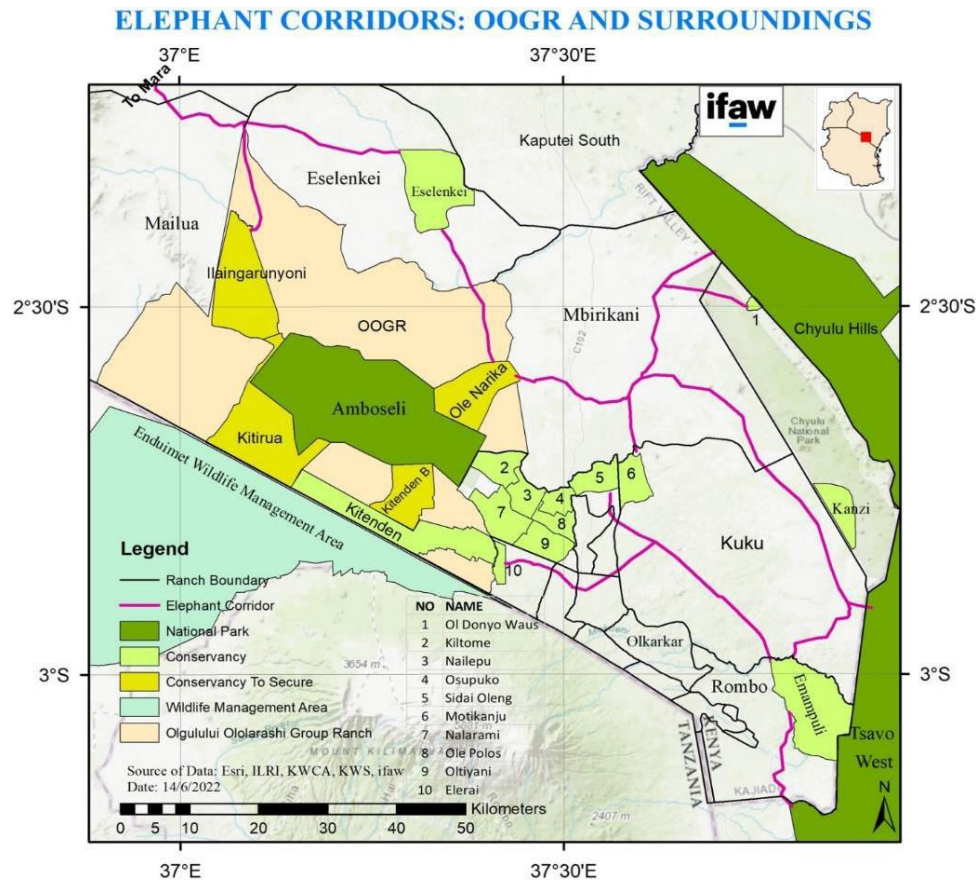 ELEPHANT CORRIDORS: OOGR AND SURROUNDINGS
37°E
37°30'E
To Mara
ifaw
Kaputei South
Eselenkei
Eselenkei
RIFT VALLEY
Mailua
Ilaingarunyoni
2°30'S
2°30'S
OOGR
Mbirikani
C102
1
Chyulu Hills
Ole Narika
Amboseli
Kitirua
Chyulu
National
Park
Enduimet Wildlife Management Area
Kitenden B
Kitenden
2
3
4
5
6
7
8
9
10
Kanzi
Kuku
Legend
Ranch Boundary
Elephant Corridor
National Park
Conservancy
Conservancy To Secure
Wildlife Management Area
Olgulului Ololarashi Group Ranch
NO NAME
1 Ol Donyo Waus
2 Kiltome
3 Nailepu
4 Osupuko
5 Sidai Oleng
6 Motikanju
7 Nalarami
8 Ole Polos
9 Oltiyani
10 Elerai
Olkarkar
3°S
3°S
3654 m
Rombo
Emampuli
MOUNT KILIMANJARO
KENYA
TANZANIA
Tsavo
West
KAJIADO
Source of Data: Esri, ILRI, KWCA, KWS, ifaw
Date: 14/6/2022
N
Kilometers
0 5 10 20 30 40 50
2407 m
37°E
37°30'E